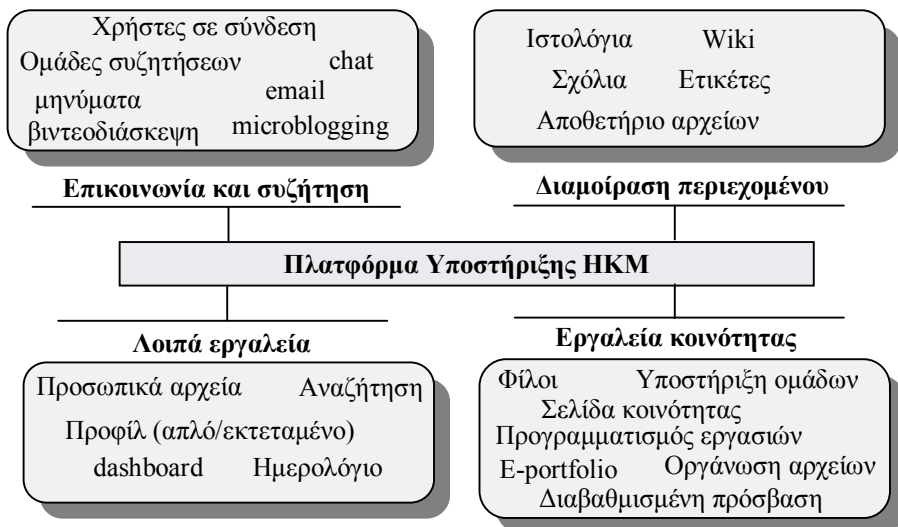 Χρήστες σε σύνδεση
Ομάδες συζητήσεων chat
μηνύματα email
βιντεοδιάσκεψη microblogging
Επικοινωνία και συζήτηση
Ιστολόγια Wiki
Σχόλια Ετικέτες
Αποθετήριο αρχείων
Διαμοίραση περιεχομένου
Πλατφόρμα Υποστήριξης ΗΚΜ
Λοιπά εργαλεία
Προσωπικά αρχεία Αναζήτηση
Προφίλ (απλό/εκτεταμένο)
dashboard Ημερολόγιο
Εργαλεία κοινότητας
Φίλοι Υποστήριξη ομάδων
Σελίδα κοινότητας
Προγραμματισμός εργασιών
E-portfolio Οργάνωση αρχείων
Διαβαθμισμένη πρόσβαση